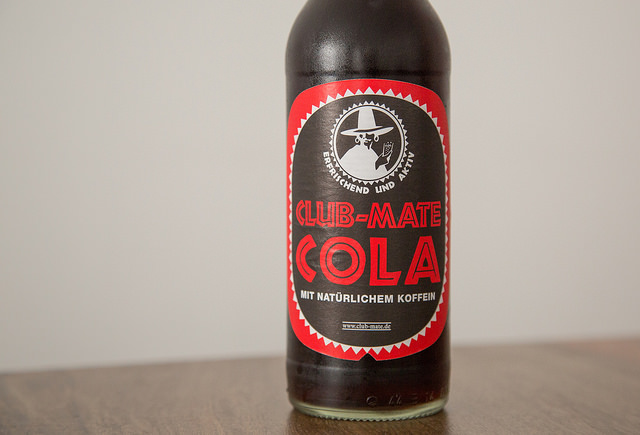 ERFRISCHEND UND AKTIV
CLUB-MATE
COLA
MIT NATÜRLICHEM KOFFEIN
www.club-mate.de